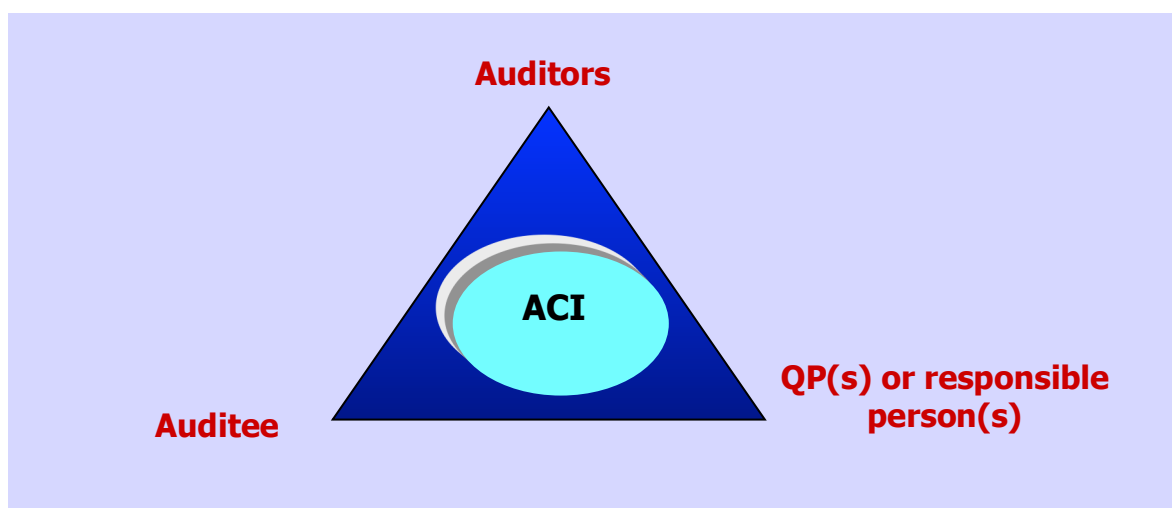 Auditors
ACI
QP(s) or responsible
person(s)
Auditee